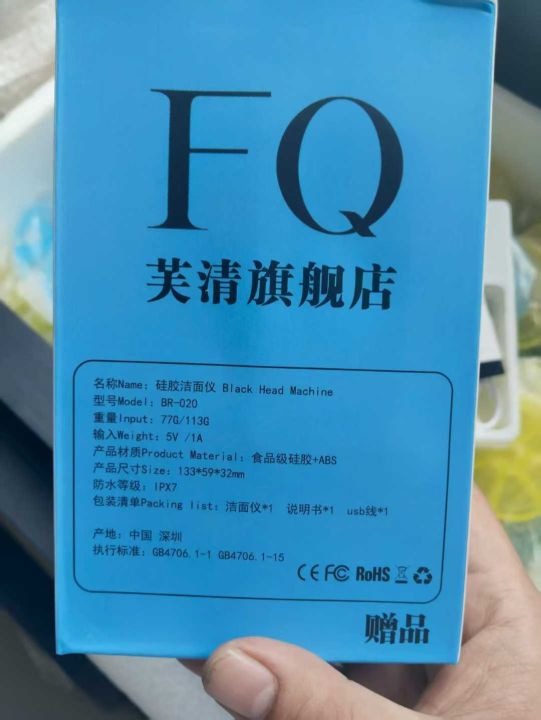 FQ
芙清旗舰店
名称Name: 硅胶洁面仪 Black Head Machine
型号Model: BR-020
重量Input: 77G/113G
输入Weight: 5V /1A
产品材质Product Material: 食品级硅胶+ABS
产品尺寸Size: 133*59*32mm
防水等级: IPX7
包装清单Packing list: 洁面仪*1 说明书*1 usb线*1
产地: 中国 深圳
执行标准: GB4706.1-1 GB4706.1-15
CE FC RoHS
赠品